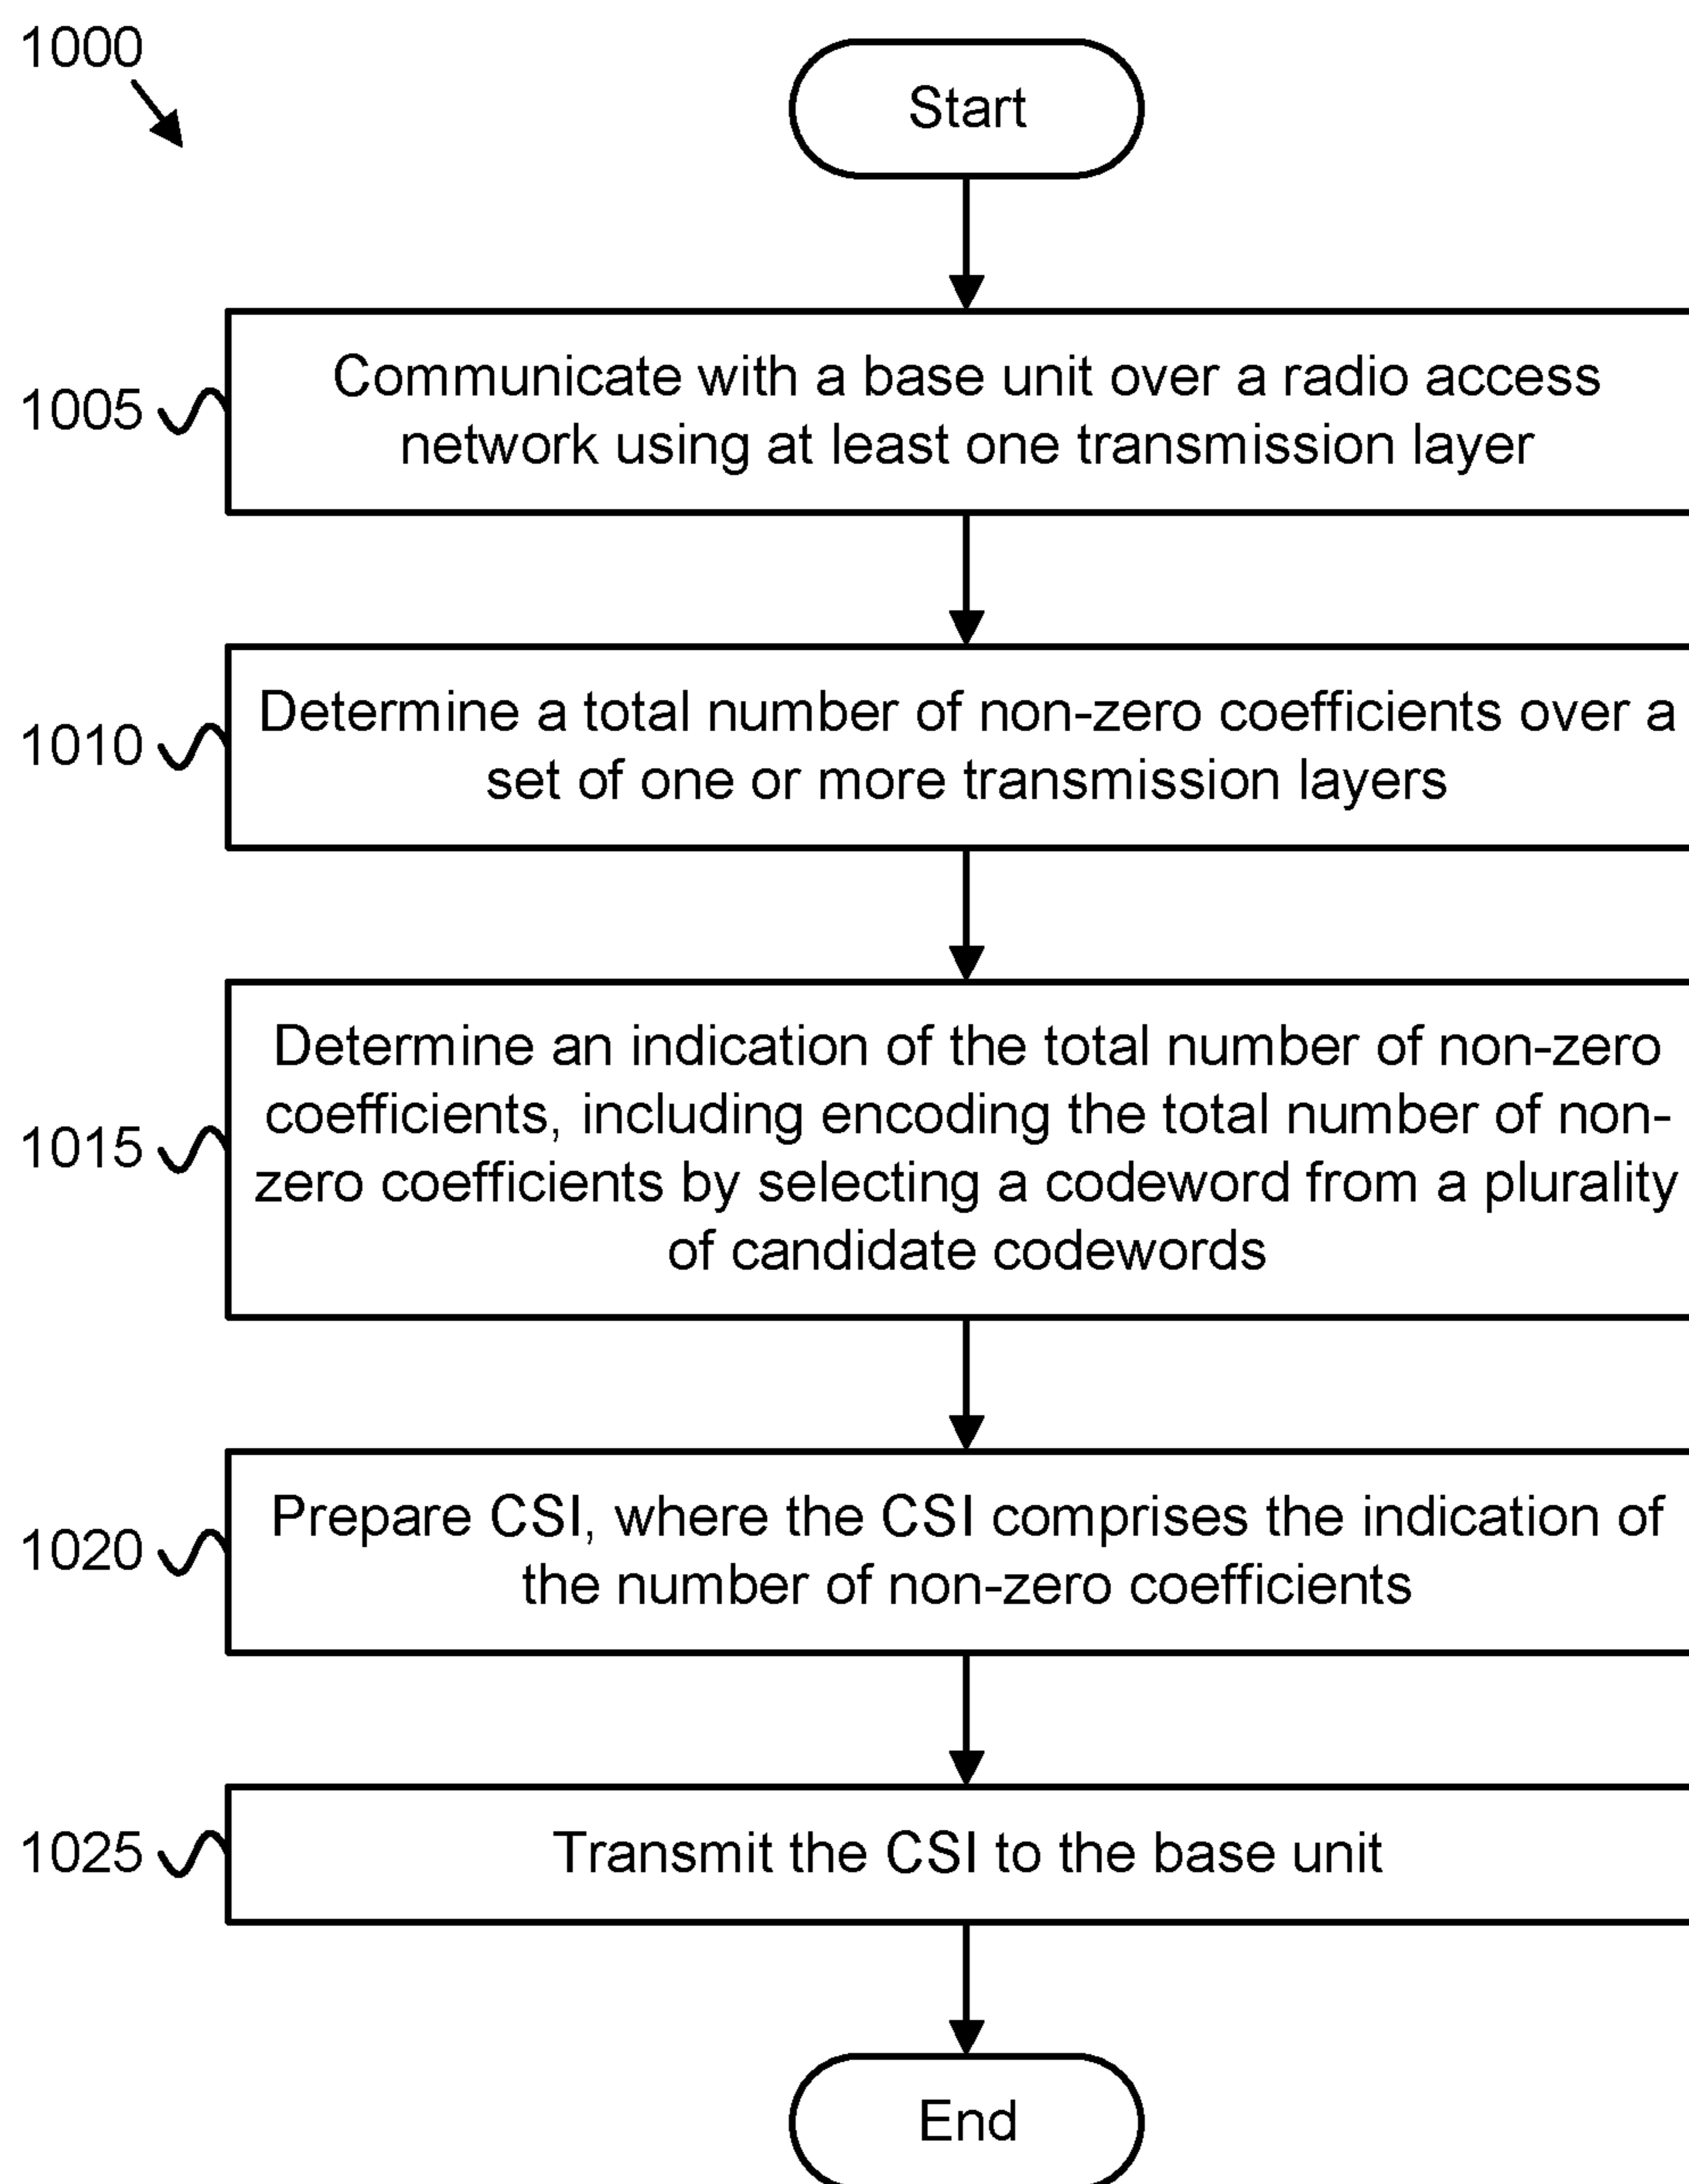 1000
Start
1005
Communicate with a base unit over a radio access
network using at least one transmission layer
1010
Determine a total number of non-zero coefficients over a
set of one or more transmission layers
1015
Determine an indication of the total number of non-zero
coefficients, including encoding the total number of non-
zero coefficients by selecting a codeword from a plurality
of candidate codewords
1020
Prepare CSI, where the CSI comprises the indication of
the number of non-zero coefficients
1025
Transmit the CSI to the base unit
End